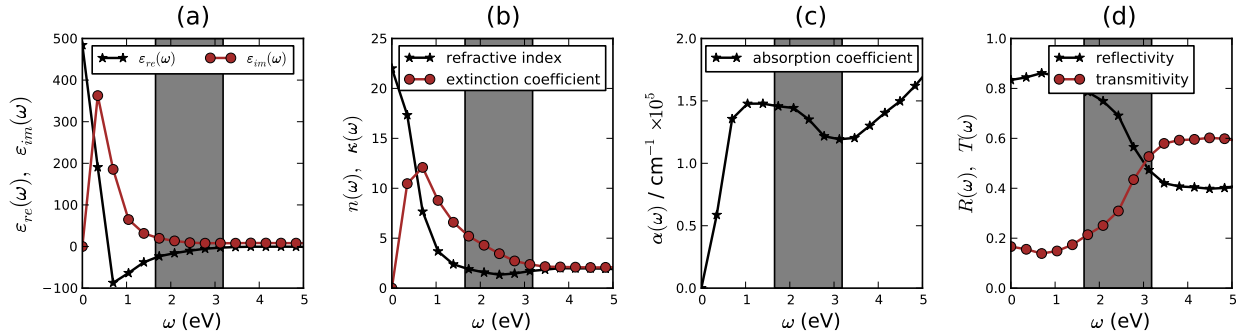 (a)
500
400
300
200
100
0
−100
0
1
2
3
4
5
ω (eV)
ε_re(ω), ε_im(ω)
ε_re(ω)
ε_im(ω)
(b)
25
20
15
10
5
0
0
1
2
3
4
5
ω (eV)
n(ω), κ(ω)
refractive index
extinction coefficient
(c)
2.0
1.5
1.0
0.5
0.0
0
1
2
3
4
5
ω (eV)
α(ω) / cm⁻¹ ×10⁵
absorption coefficient
(d)
1.0
0.8
0.6
0.4
0.2
0.0
0
1
2
3
4
5
ω (eV)
R(ω), T(ω)
reflectivity
transmitivity